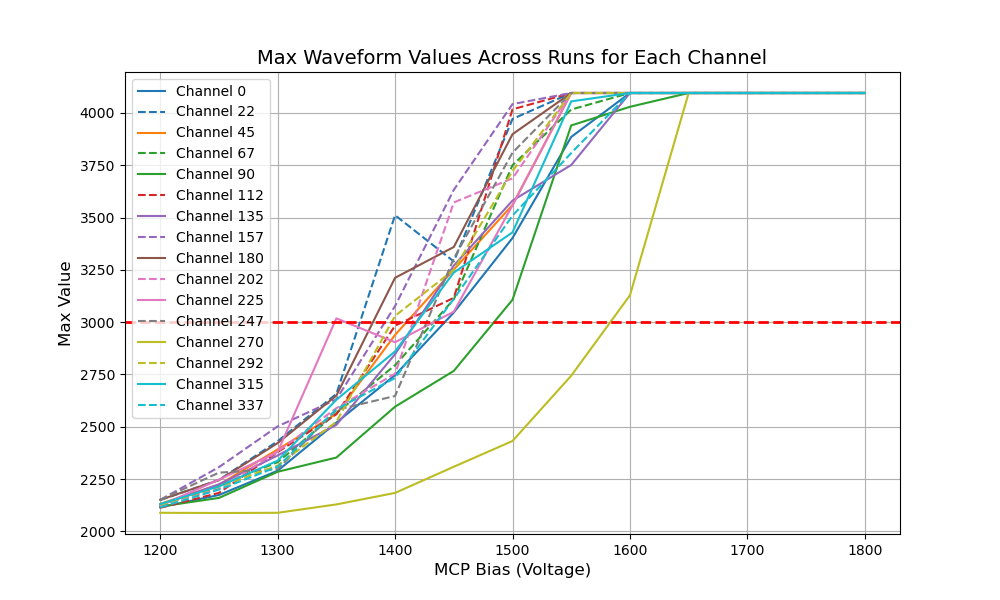 Max Waveform Values Across Runs for Each Channel
Channel 0
Channel 22
Channel 45
Channel 67
Channel 90
Channel 112
Channel 135
Channel 157
Channel 180
Channel 202
Channel 225
Channel 247
Channel 270
Channel 292
Channel 315
Channel 337
Max Value
4000
3750
3500
3250
3000
2750
2500
2250
2000
1200 1300 1400 1500 1600 1700 1800
MCP Bias (Voltage)